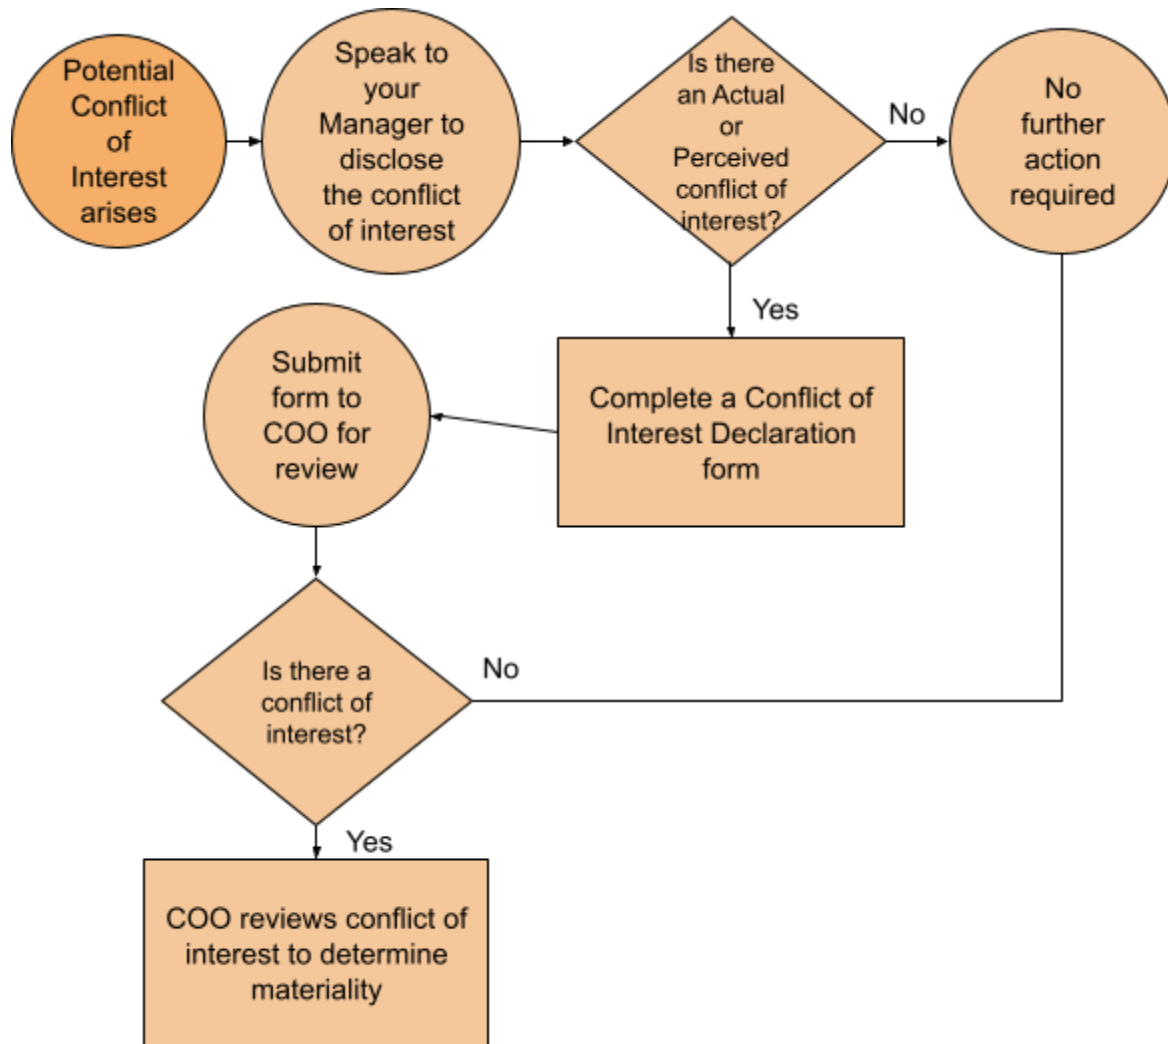 Potential
Conflict
of
Interest
arises
Speak to
your
Manager to
disclose
the conflict
of interest
Is there
an Actual
or
Perceived
conflict of
interest?
No
No
further
action
required
Yes
Complete a Conflict of
Interest Declaration
form
Submit
form to
COO for
review
Is there a
conflict of
interest?
No
Yes
COO reviews conflict of
interest to determine
materiality